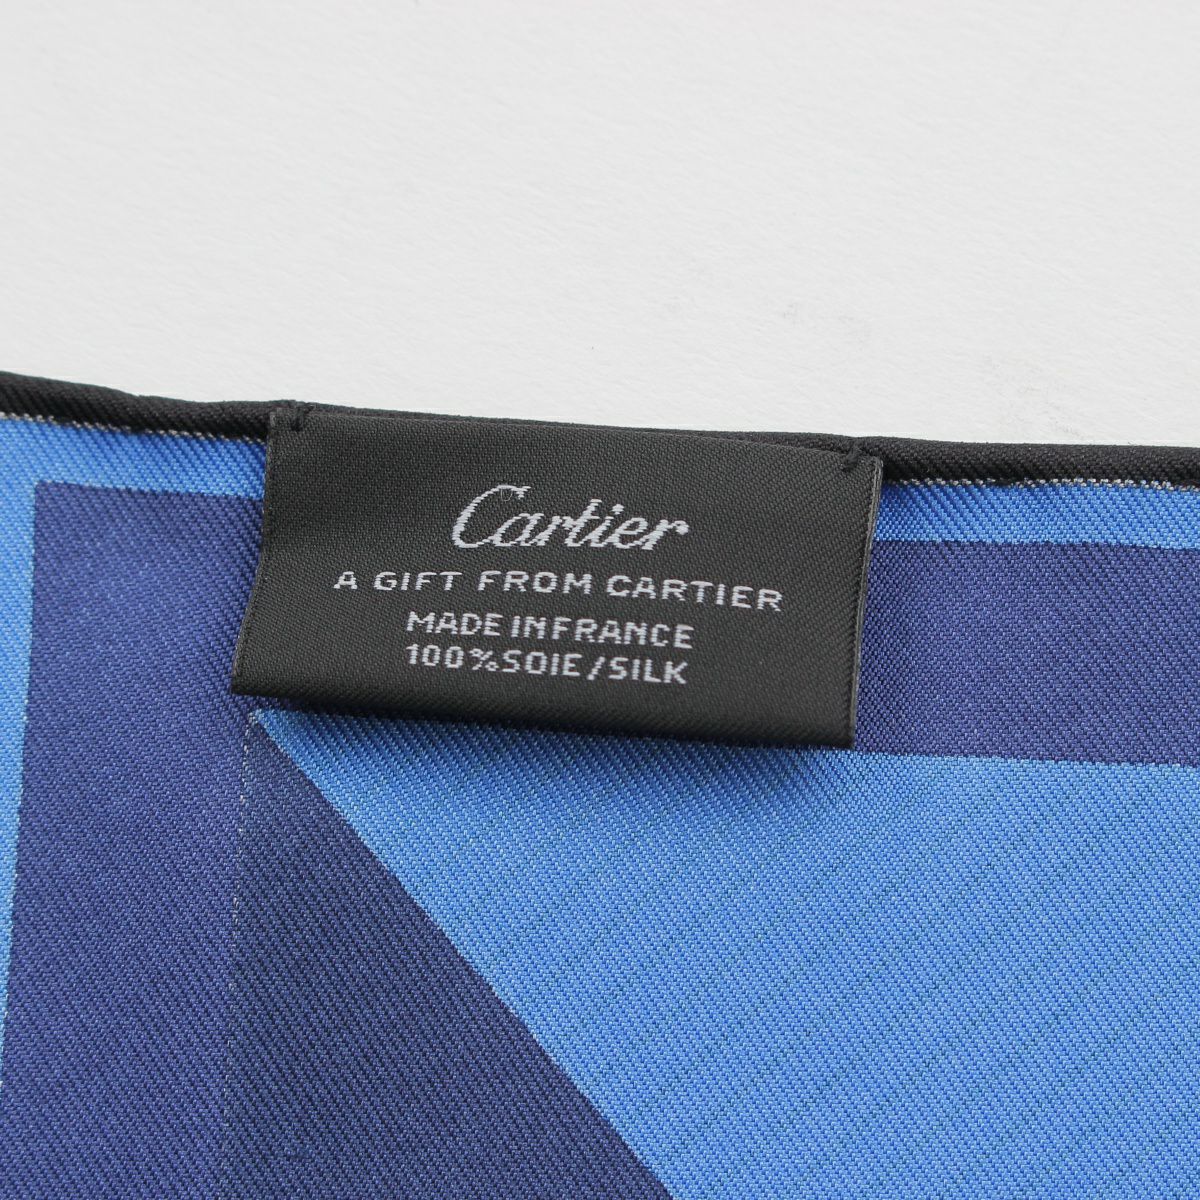 Cartier
A GIFT FROM CARTIER
MADE IN FRANCE
100%SOIE/SILK